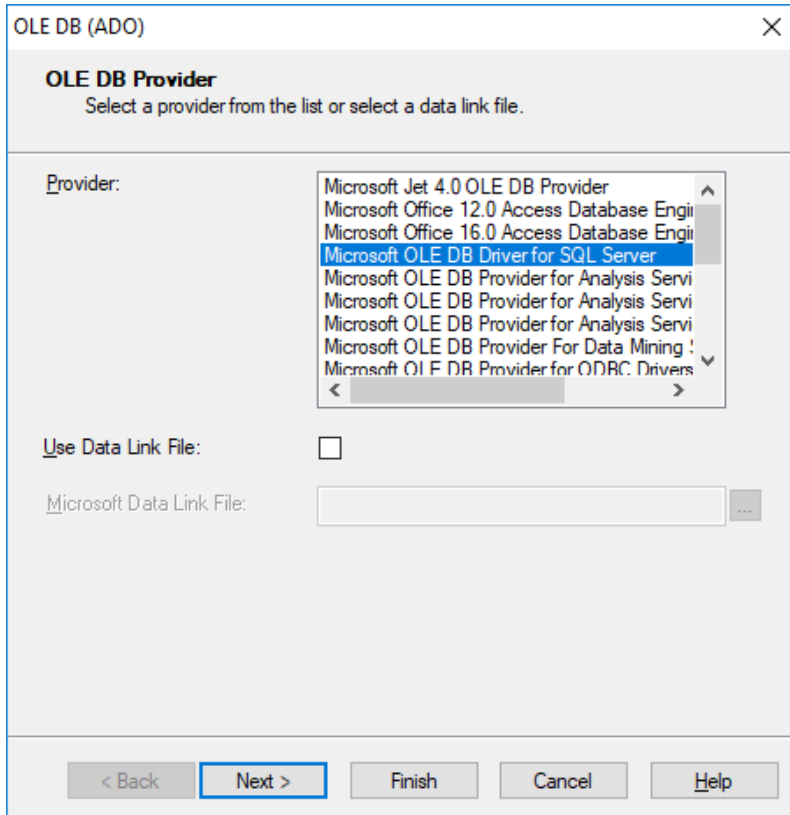 OLE DB (ADO)
OLE DB Provider
Select a provider from the list or select a data link file.
Provider:
Microsoft Jet 4.0 OLE DB Provider
Microsoft Office 12.0 Access Database Engi
Microsoft Office 16.0 Access Database Engi
Microsoft OLE DB Driver for SQL Server
Microsoft OLE DB Provider for Analysis Servi
Microsoft OLE DB Provider for Analysis Servi
Microsoft OLE DB Provider for Analysis Servi
Microsoft OLE DB Provider For Data Mining
Microsoft OLE DB Provider for ODBC Drivers
Use Data Link File:
Microsoft Data Link File:
...
< Back Next > Finish Cancel Help